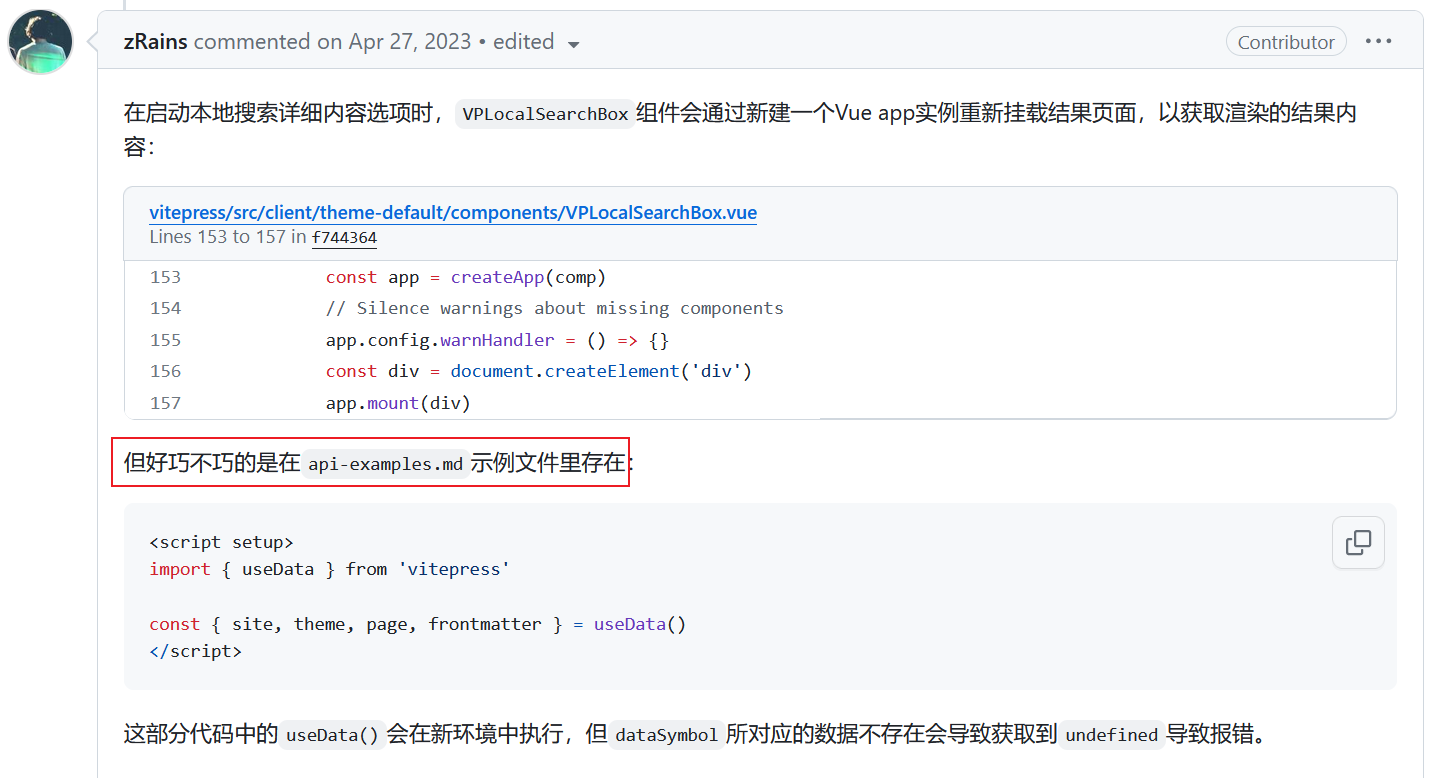 zRains commented on Apr 27, 2023 • edited
Contributor
在启动本地搜索详细内容选项时，VPLocalSearchBox 组件会通过新建一个Vue app实例重新挂载结果页面，以获取渲染的结果内
容：
vitepress/src/client/theme-default/components/VPLocalSearchBox.vue
Lines 153 to 157 in f744364
153 const app = createApp(comp)
154 // Silence warnings about missing components
155 app.config.warnHandler = () => {}
156 const div = document.createElement('div')
157 app.mount(div)
但好巧不巧的是在 api-examples.md 示例文件里存在：
<script setup>
import { useData } from 'vitepress'
const { site, theme, page, frontmatter } = useData()
</script>
这部分代码中的 useData() 会在新环境中执行，但 dataSymbol 所对应的数据不存在会导致获取到 undefined 导致报错。